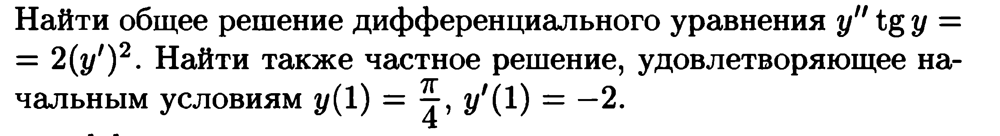 Найти общее решение дифференциального уравнения y'' tg y =
= 2(y')². Найти также частное решение, удовлетворяющее на-
чальным условиям y(1) = π/4, y'(1) = −2.